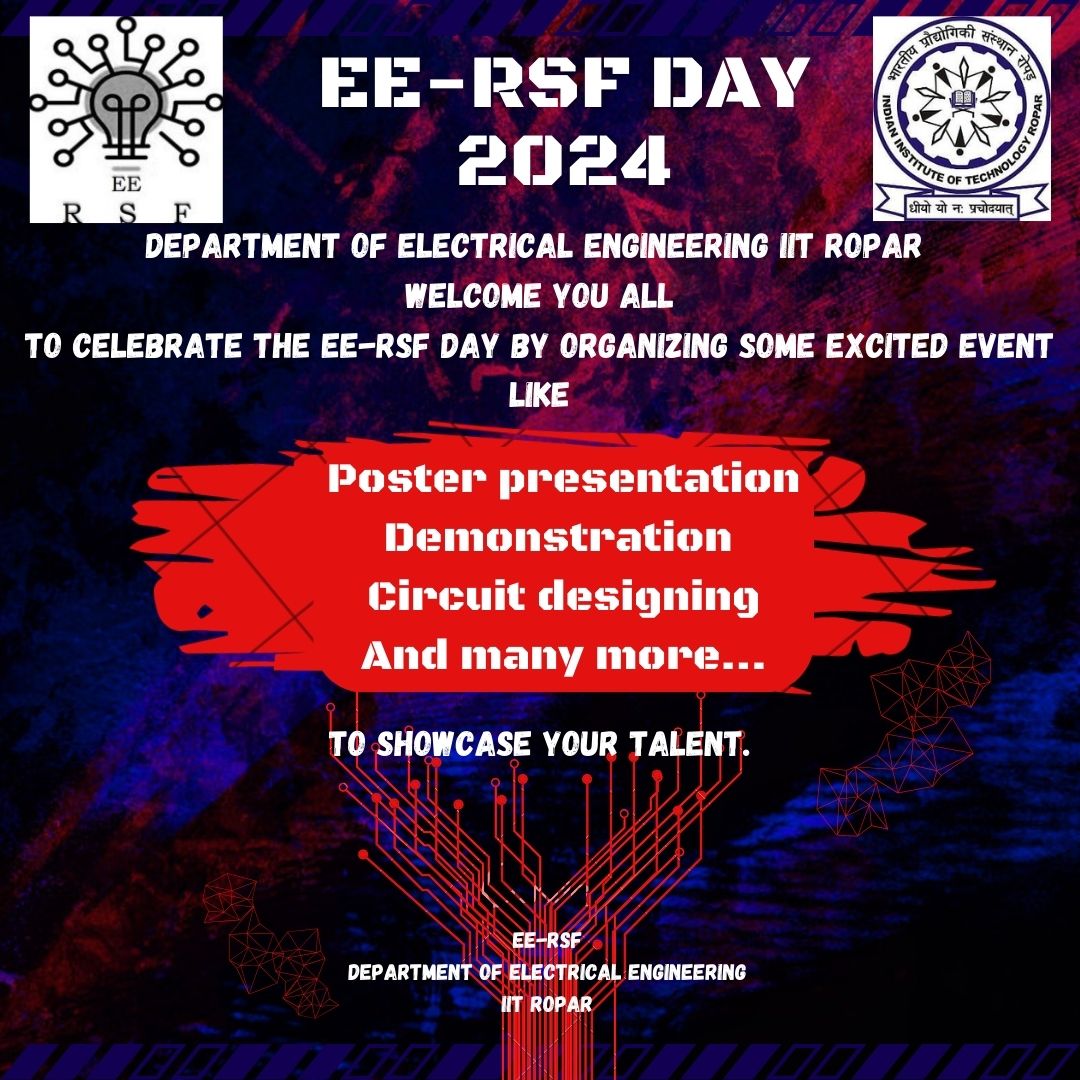 EE
R S F
EE-RSF DAY
2024
भारतीय प्रौद्योगिकी संस्थान रोपड़
INDIAN INSTITUTE OF TECHNOLOGY ROPAR
धीयो यो न: प्रचोदयात्
DEPARTMENT OF ELECTRICAL ENGINEERING IIT ROPAR
WELCOME YOU ALL
TO CELEBRATE THE EE-RSF DAY BY ORGANIZING SOME EXCITED EVENT
LIKE
Poster presentation
Demonstration
Circuit designing
And many more...
TO SHOWCASE YOUR TALENT.
EE-RSF
DEPARTMENT OF ELECTRICAL ENGINEERING
IIT ROPAR